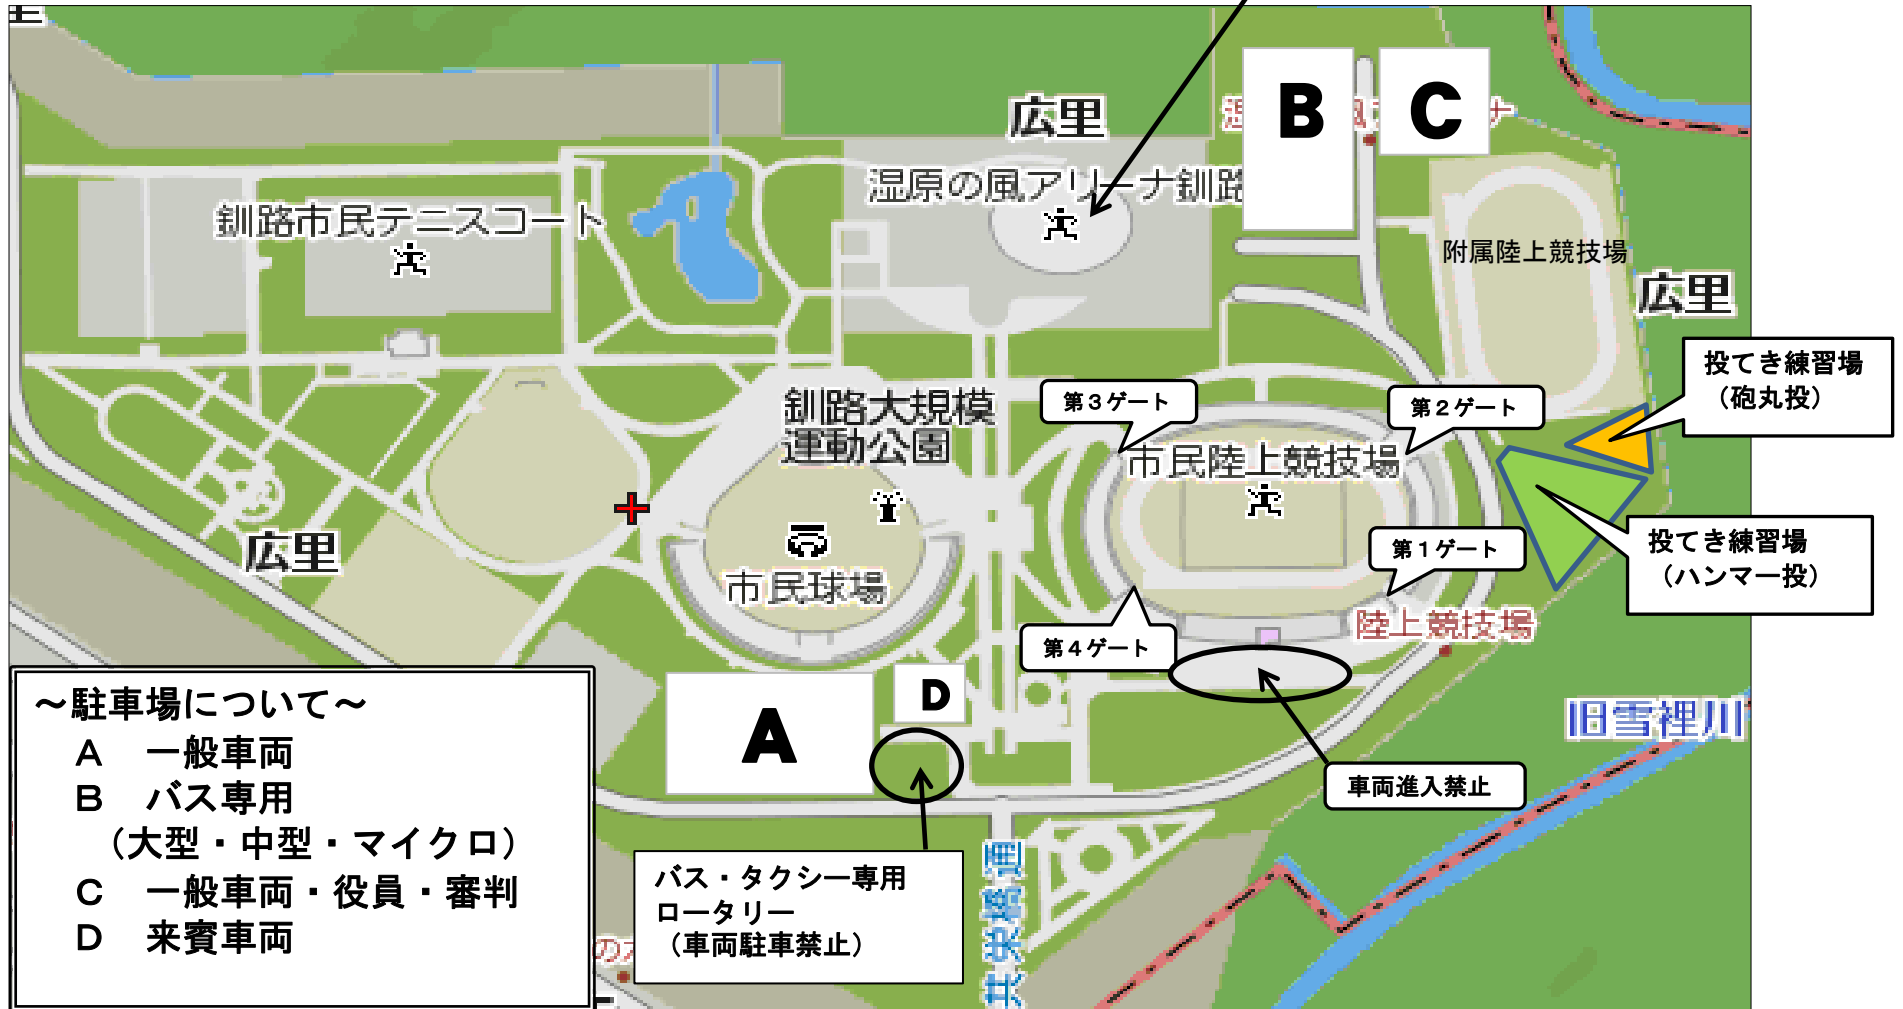 里
広里
B
C
湿原の風アリーナ釧路
釧路市民テニスコート
附属陸上競技場
広里
投てき練習場
（砲丸投）
第３ゲート
第２ゲート
釧路大規模
運動公園
市民陸上競技場
広里
市民球場
第１ゲート
投てき練習場
（ハンマー投）
第４ゲート
陸上競技場
～駐車場について～
A　一般車両
B　バス専用
（大型・中型・マイクロ）
C　一般車両・役員・審判
D　来賓車両
A
D
旧雪裡川
車両進入禁止
バス・タクシー専用
ロータリー
（車両駐車禁止）
共栄橋通